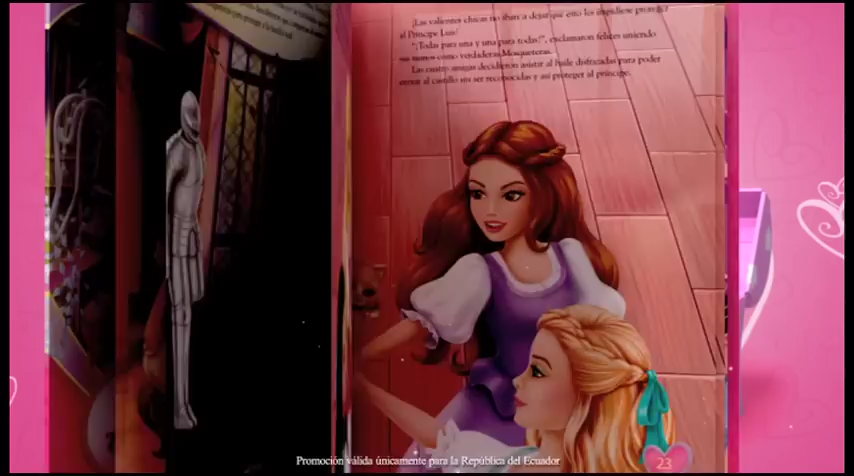 ¡Las valientes chicas no iban a dejar que esto les impidiese proteger
al Príncipe Luis!
"¡Todas para una y una para todas!", exclamaron felices uniendo
sus manos como verdaderas Mosqueteras.
Las cuatro amigas decidieron asistir al baile disfrazadas para poder
entrar al castillo sin ser reconocidas y así proteger al príncipe.
23
Promoción válida únicamente para la República del Ecuador